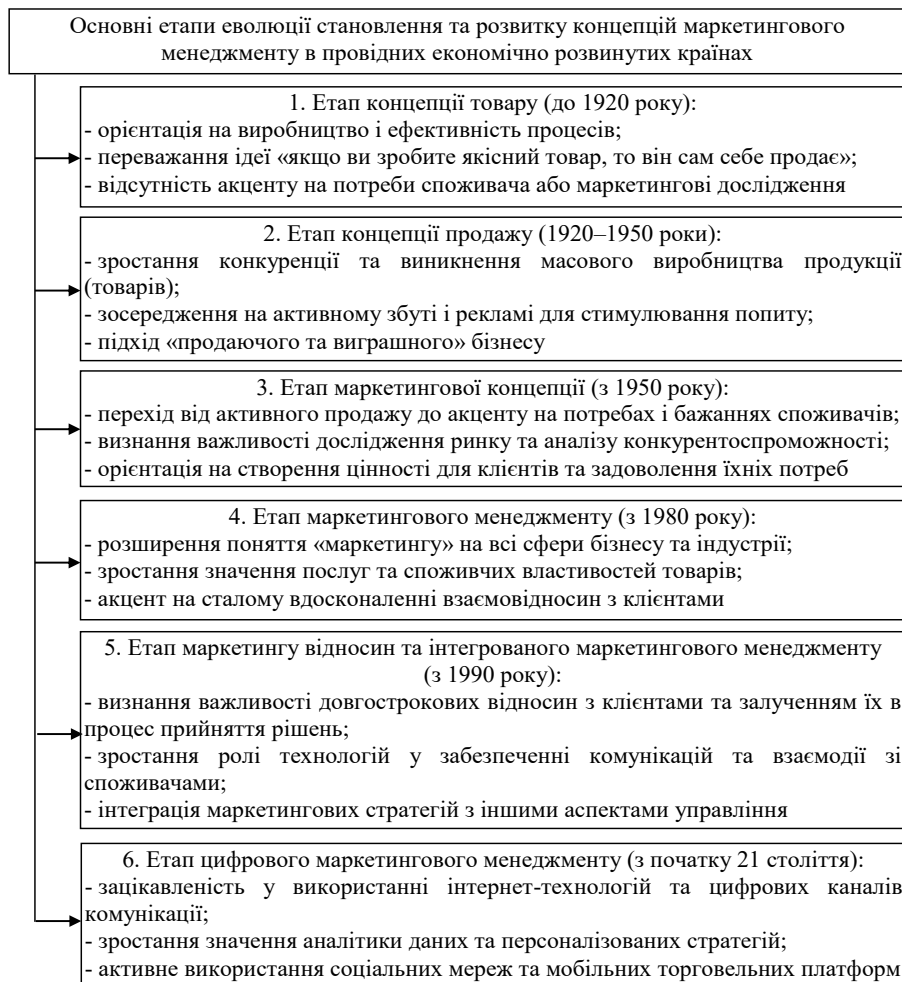 Основні етапи еволюції становлення та розвитку концепцій маркетингового
менеджменту в провідних економічно розвинутих країнах
1. Етап концепції товару (до 1920 року):
- орієнтація на виробництво і ефективність процесів;
- переважання ідеї «якщо ви зробите якісний товар, то він сам себе продає»;
- відсутність акценту на потреби споживача або маркетингові дослідження
2. Етап концепції продажу (1920–1950 роки):
- зростання конкуренції та виникнення масового виробництва продукції
(товарів);
- зосередження на активному збуті і рекламі для стимулювання попиту;
- підхід «продаючого та виграшного» бізнесу
3. Етап маркетингової концепції (з 1950 року):
- перехід від активного продажу до акценту на потребах і бажаннях споживачів;
- визнання важливості дослідження ринку та аналізу конкурентоспроможності;
- орієнтація на створення цінності для клієнтів та задоволення їхніх потреб
4. Етап маркетингового менеджменту (з 1980 року):
- розширення поняття «маркетингу» на всі сфери бізнесу та індустрії;
- зростання значення послуг та споживчих властивостей товарів;
- акцент на сталому вдосконаленні взаємовідносин з клієнтами
5. Етап маркетингу відносин та інтегрованого маркетингового менеджменту
(з 1990 року):
- визнання важливості довгострокових відносин з клієнтами та залученням їх в
процес прийняття рішень;
- зростання ролі технологій у забезпеченні комунікацій та взаємодії зі
споживачами;
- інтеграція маркетингових стратегій з іншими аспектами управління
6. Етап цифрового маркетингового менеджменту (з початку 21 століття):
- зацікавленість у використанні інтернет-технологій та цифрових каналів
комунікації;
- зростання значення аналітики даних та персоналізованих стратегій;
- активне використання соціальних мереж та мобільних торговельних платформ